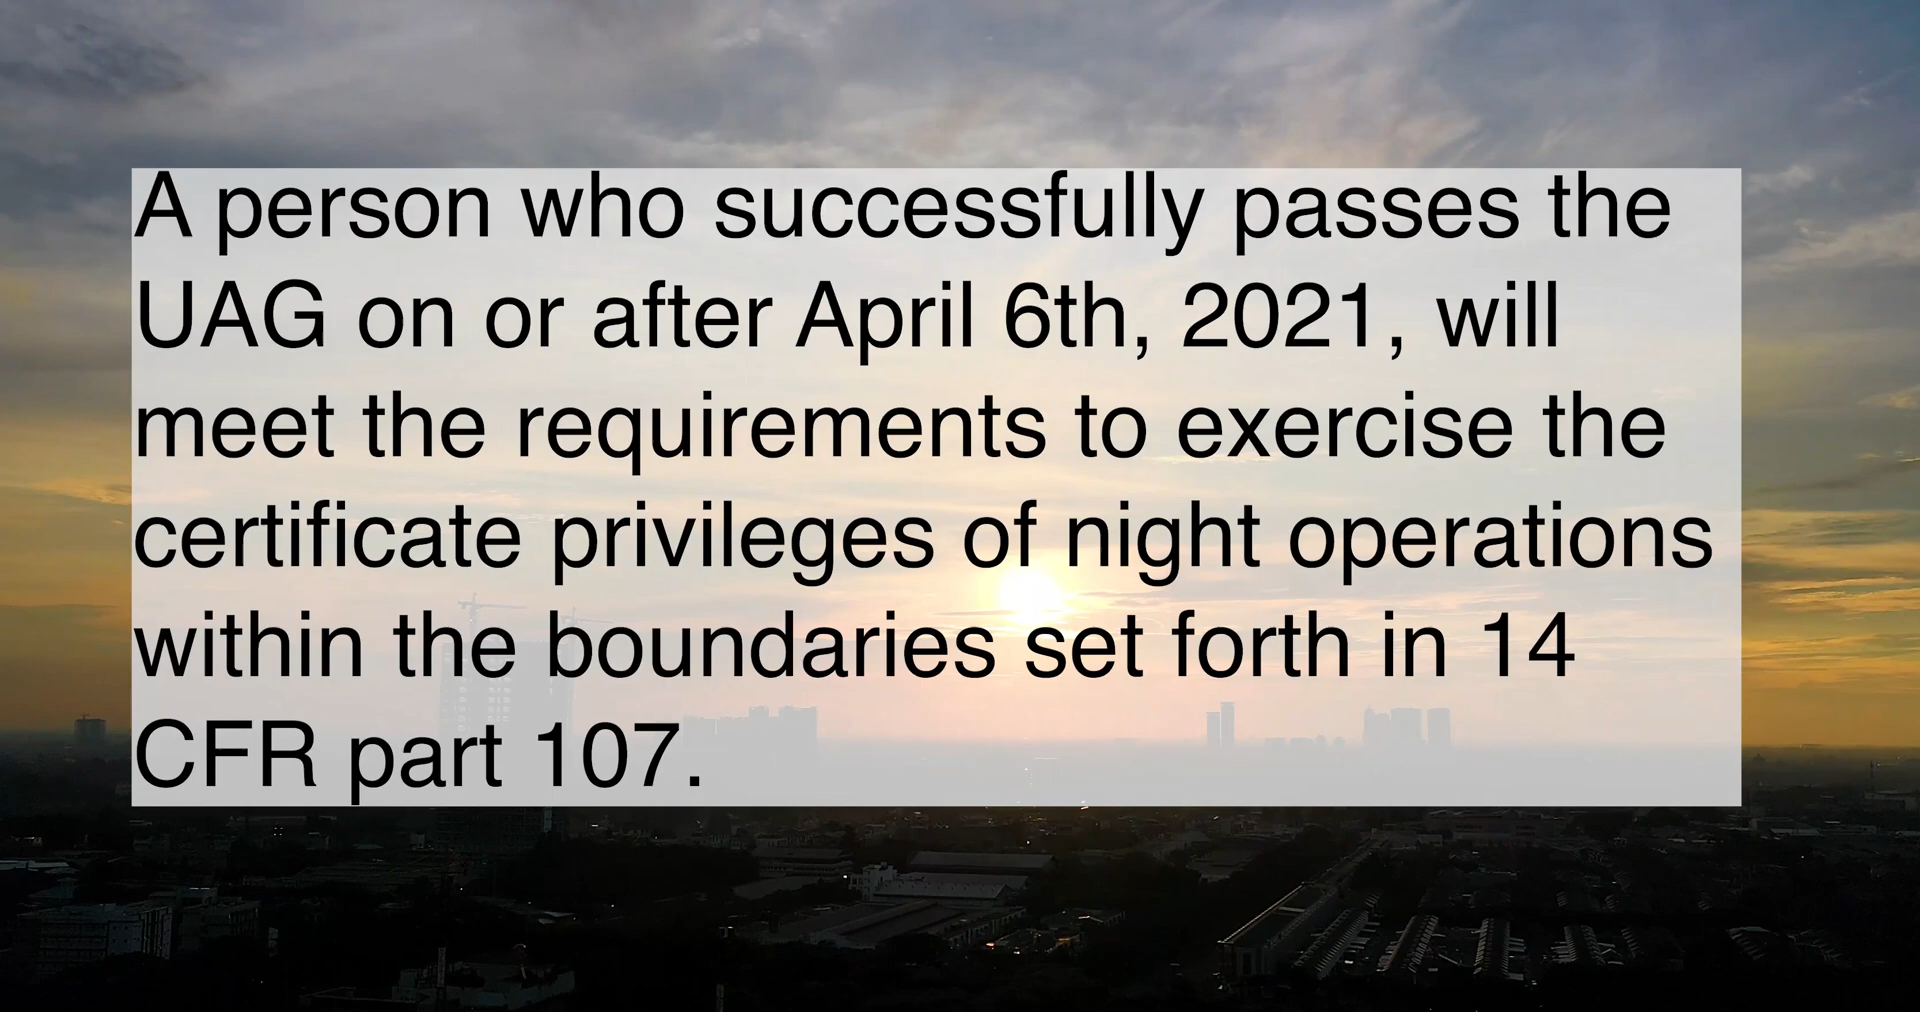 A person who successfully passes the
UAG on or after April 6th, 2021, will
meet the requirements to exercise the
certificate privileges of night operations
within the boundaries set forth in 14
CFR part 107.